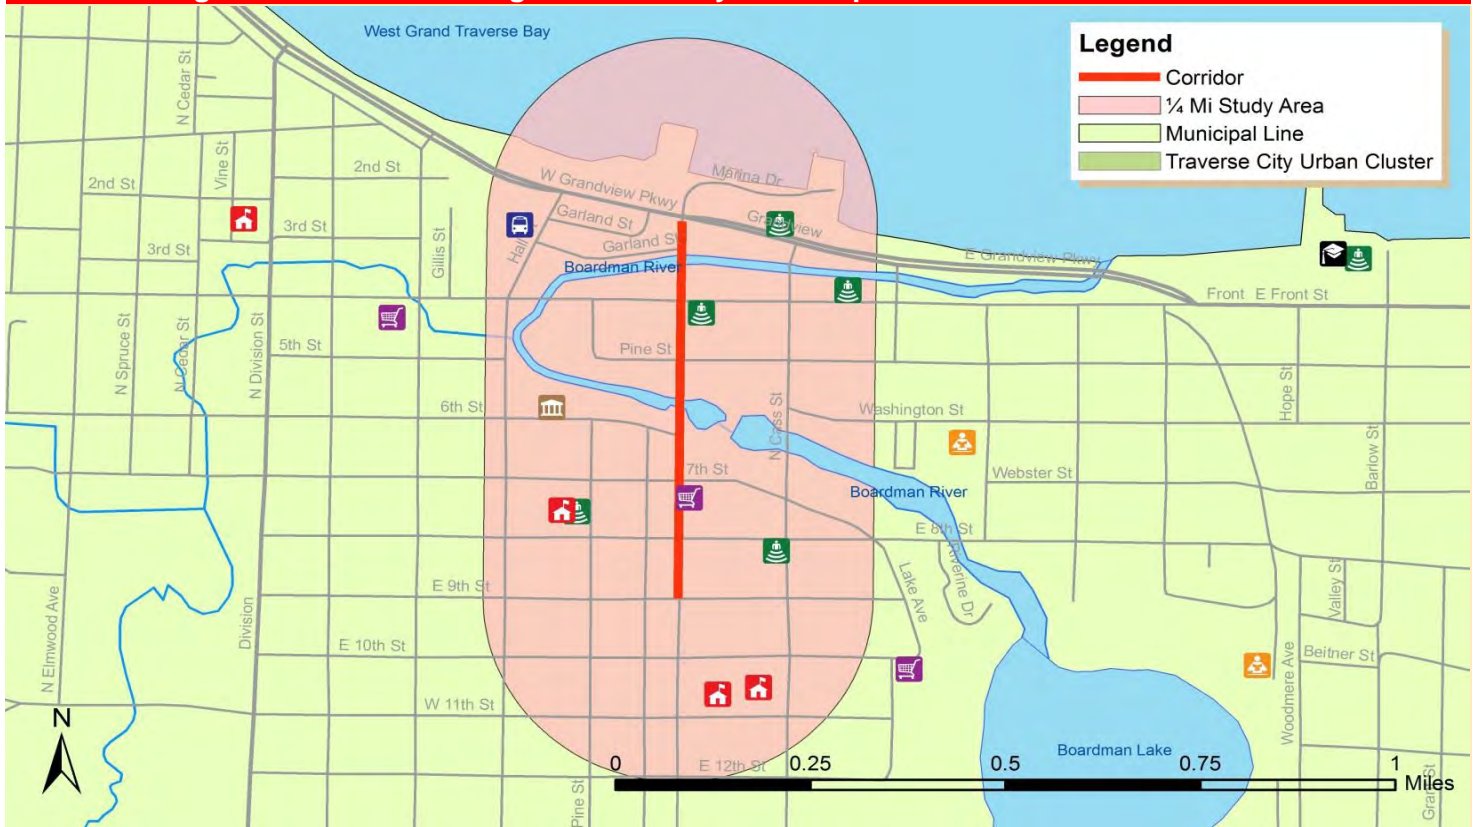 West Grand Traverse Bay
Legend
Corridor
¼ Mi Study Area
Municipal Line
Traverse City Urban Cluster
N Cedar St
Vine St
2nd St
2nd St
W Grandview Pkwy
Marina Dr
3rd St
Garland St
Grandview
3rd St
Gillis St
Garland St
E Grandview Pkwy
Boardman River
Front E Front St
N Spruce St
N Cedar St
N Division St
5th St
Pine St
6th St
N Cass St
Washington St
Hope St
Barlow St
7th St
Webster St
Boardman River
E 8th St
Riverine Dr
Lake Ave
E 9th St
Valley St
N Elmwood Ave
Division
E 10th St
Woodmere Ave
Beitner St
W 11th St
N
Boardman Lake
E 12th St
Pine St
0 0.25 0.5 0.75 1
Miles